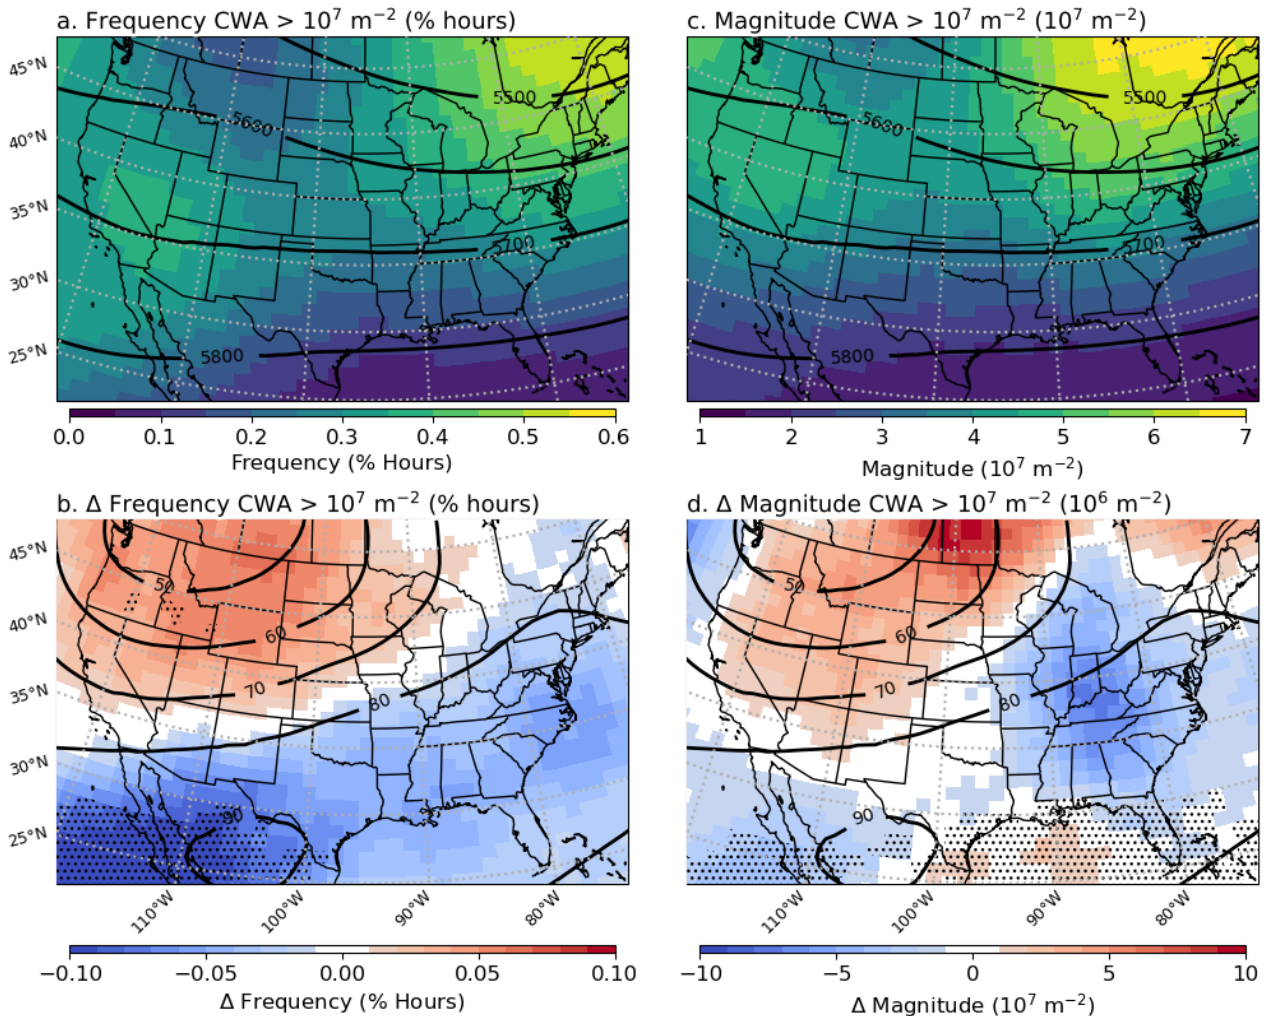 a. Frequency CWA > 10⁷ m⁻² (% hours)
c. Magnitude CWA > 10⁷ m⁻² (10⁷ m⁻²)
45°N
40°N
35°N
30°N
25°N
5500
5680
5700
5800
5500
5680
5700
5800
0.0 0.1 0.2 0.3 0.4 0.5 0.6
Frequency (% Hours)
1 2 3 4 5 6 7
Magnitude (10⁷ m⁻²)
b. Δ Frequency CWA > 10⁷ m⁻² (% hours)
d. Δ Magnitude CWA > 10⁷ m⁻² (10⁶ m⁻²)
45°N
40°N
35°N
30°N
25°N
50
60
70
80
90
50
60
70
80
90
110°W 100°W 90°W 80°W
110°W 100°W 90°W 80°W
−0.10 −0.05 0.00 0.05 0.10
Δ Frequency (% Hours)
−10 −5 0 5 10
Δ Magnitude (10⁷ m⁻²)